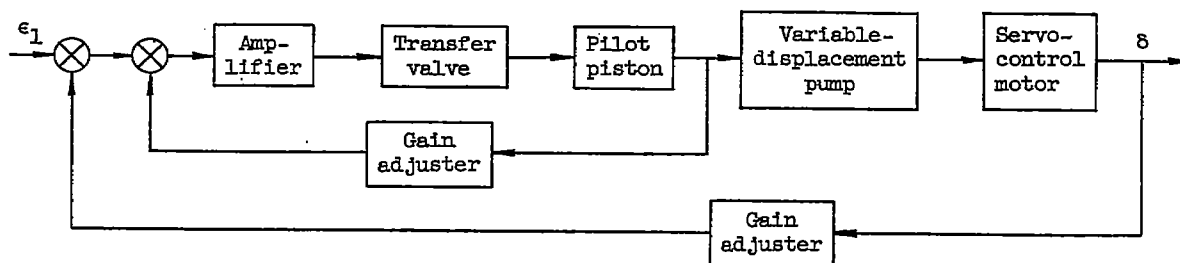 ϵ1
Amp-
lifier
Transfer
valve
Pilot
piston
Variable-
displacement
pump
Servo-
control
motor
δ
Gain
adjuster
Gain
adjuster